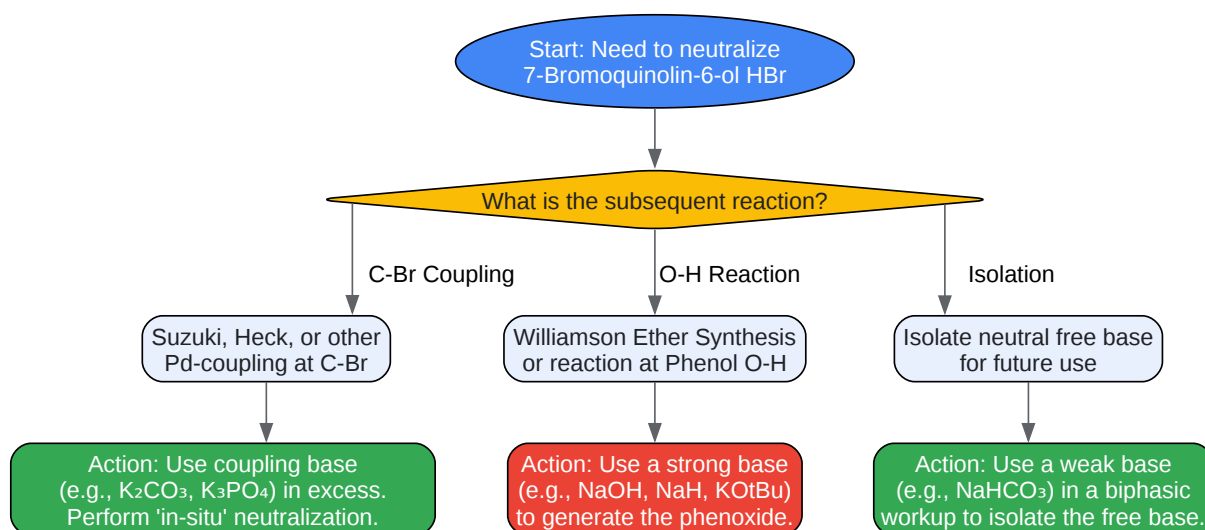 Start: Need to neutralize
7-Bromoquinolin-6-ol HBr
What is the subsequent reaction?
C-Br Coupling
O-H Reaction
Isolation
Suzuki, Heck, or other
Pd-coupling at C-Br
Williamson Ether Synthesis
or reaction at Phenol O-H
Isolate neutral free base
for future use
Action: Use coupling base
(e.g., K₂CO₃, K₃PO₄) in excess.
Perform 'in-situ' neutralization.
Action: Use a strong base
(e.g., NaOH, NaH, KOtBu)
to generate the phenoxide.
Action: Use a weak base
(e.g., NaHCO₃) in a biphasic
workup to isolate the free base.